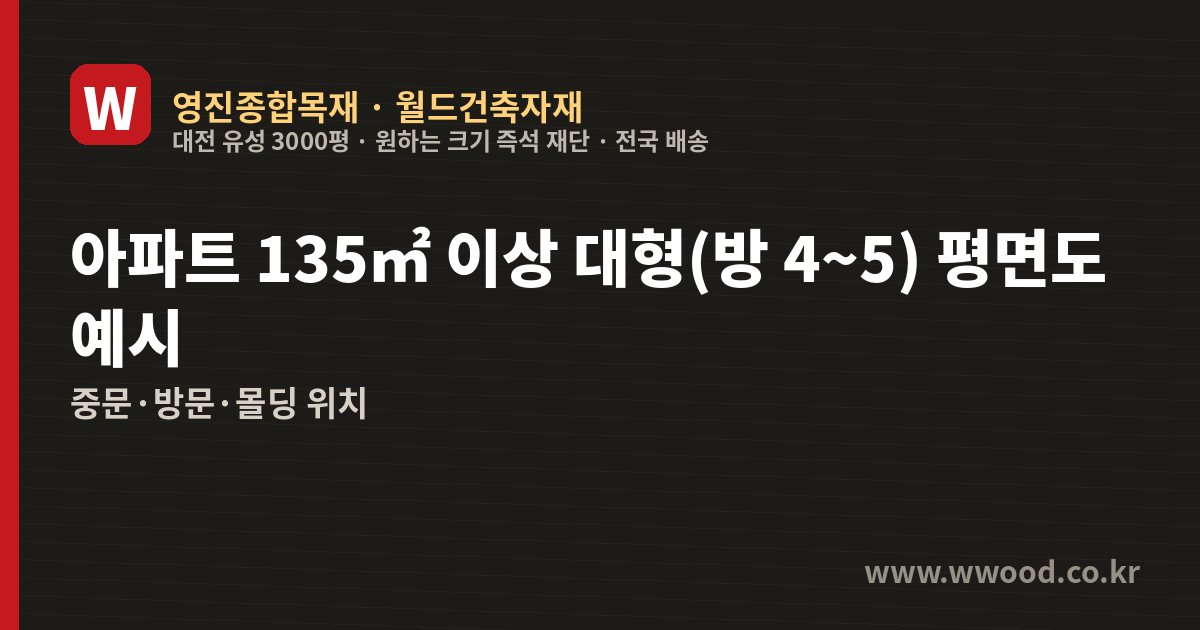 W
영진종합목재 · 월드건축자재
대전 유성 3000평 · 원하는 크기 즉석 재단 · 전국 배송
아파트 135㎡ 이상 대형(방 4~5) 평면도
예시
중문·방문·몰딩 위치
www.wwood.co.kr